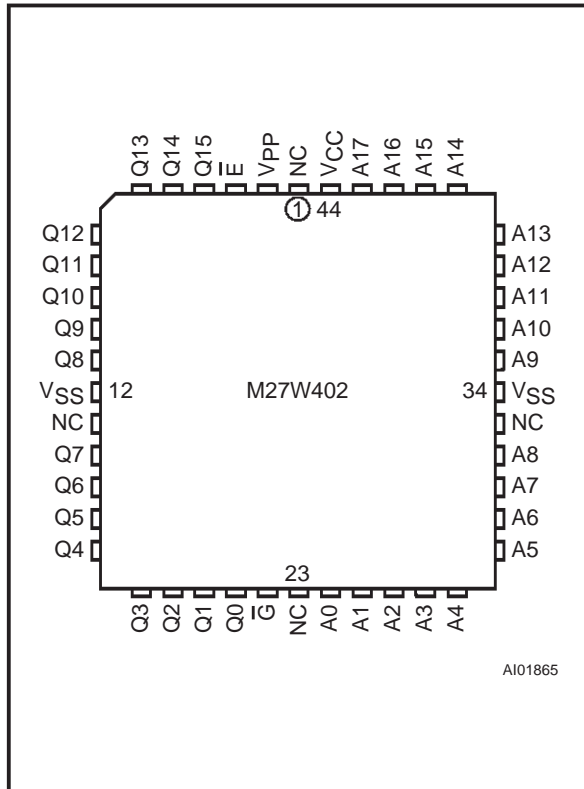 Q13 Q14 Q15 E̅ VPP NC VCC A17 A16 A15 A14
1 44
Q12 A13
Q11 A12
Q10 A11
Q9 A10
Q8 A9
VSS 12 M27W402 34 VSS
NC NC
Q7 A8
Q6 A7
Q5 A6
Q4 A5
23
Q3 Q2 Q1 Q0 G̅ NC A0 A1 A2 A3 A4
AI01865